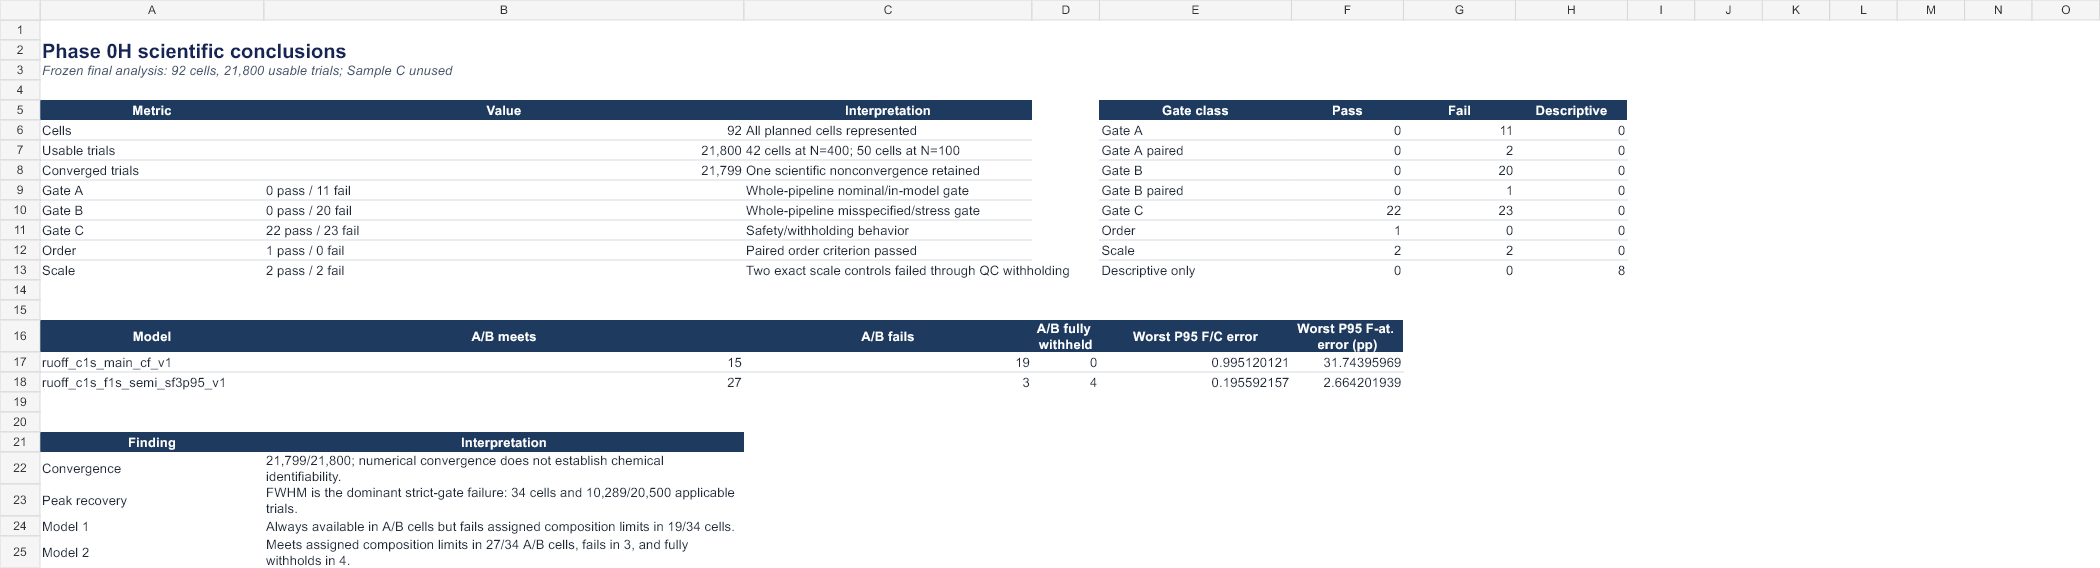 A B C D E F G H I J K L M N O
1
2 Phase 0H scientific conclusions
3 Frozen final analysis: 92 cells, 21,800 usable trials; Sample C unused
4
5 Metric Value Interpretation Gate class Pass Fail Descriptive
6 Cells 92 All planned cells represented Gate A 0 11 0
7 Usable trials 21,800 42 cells at N=400; 50 cells at N=100 Gate A paired 0 2 0
8 Converged trials 21,799 One scientific nonconvergence retained Gate B 0 20 0
9 Gate A 0 pass / 11 fail Whole-pipeline nominal/in-model gate Gate B paired 0 1 0
10 Gate B 0 pass / 20 fail Whole-pipeline misspecified/stress gate Gate C 22 23 0
11 Gate C 22 pass / 23 fail Safety/withholding behavior Order 1 0 0
12 Order 1 pass / 0 fail Paired order criterion passed Scale 2 2 0
13 Scale 2 pass / 2 fail Two exact scale controls failed through QC withholding Descriptive only 0 0 8
14
15
16 Model A/B meets A/B fails A/B fully withheld Worst P95 F/C error Worst P95 F-at. error (pp)
17 ruoff_c1s_main_cf_v1 15 19 0 0.995120121 31.74395969
18 ruoff_c1s_f1s_semi_sf3p95_v1 27 3 4 0.195592157 2.664201939
19
20
21 Finding Interpretation
22 Convergence 21,799/21,800; numerical convergence does not establish chemical
identifiability.
23 Peak recovery FWHM is the dominant strict-gate failure: 34 cells and 10,289/20,500 applicable
trials.
24 Model 1 Always available in A/B cells but fails assigned composition limits in 19/34 cells.
25 Model 2 Meets assigned composition limits in 27/34 A/B cells, fails in 3, and fully
withholds in 4.